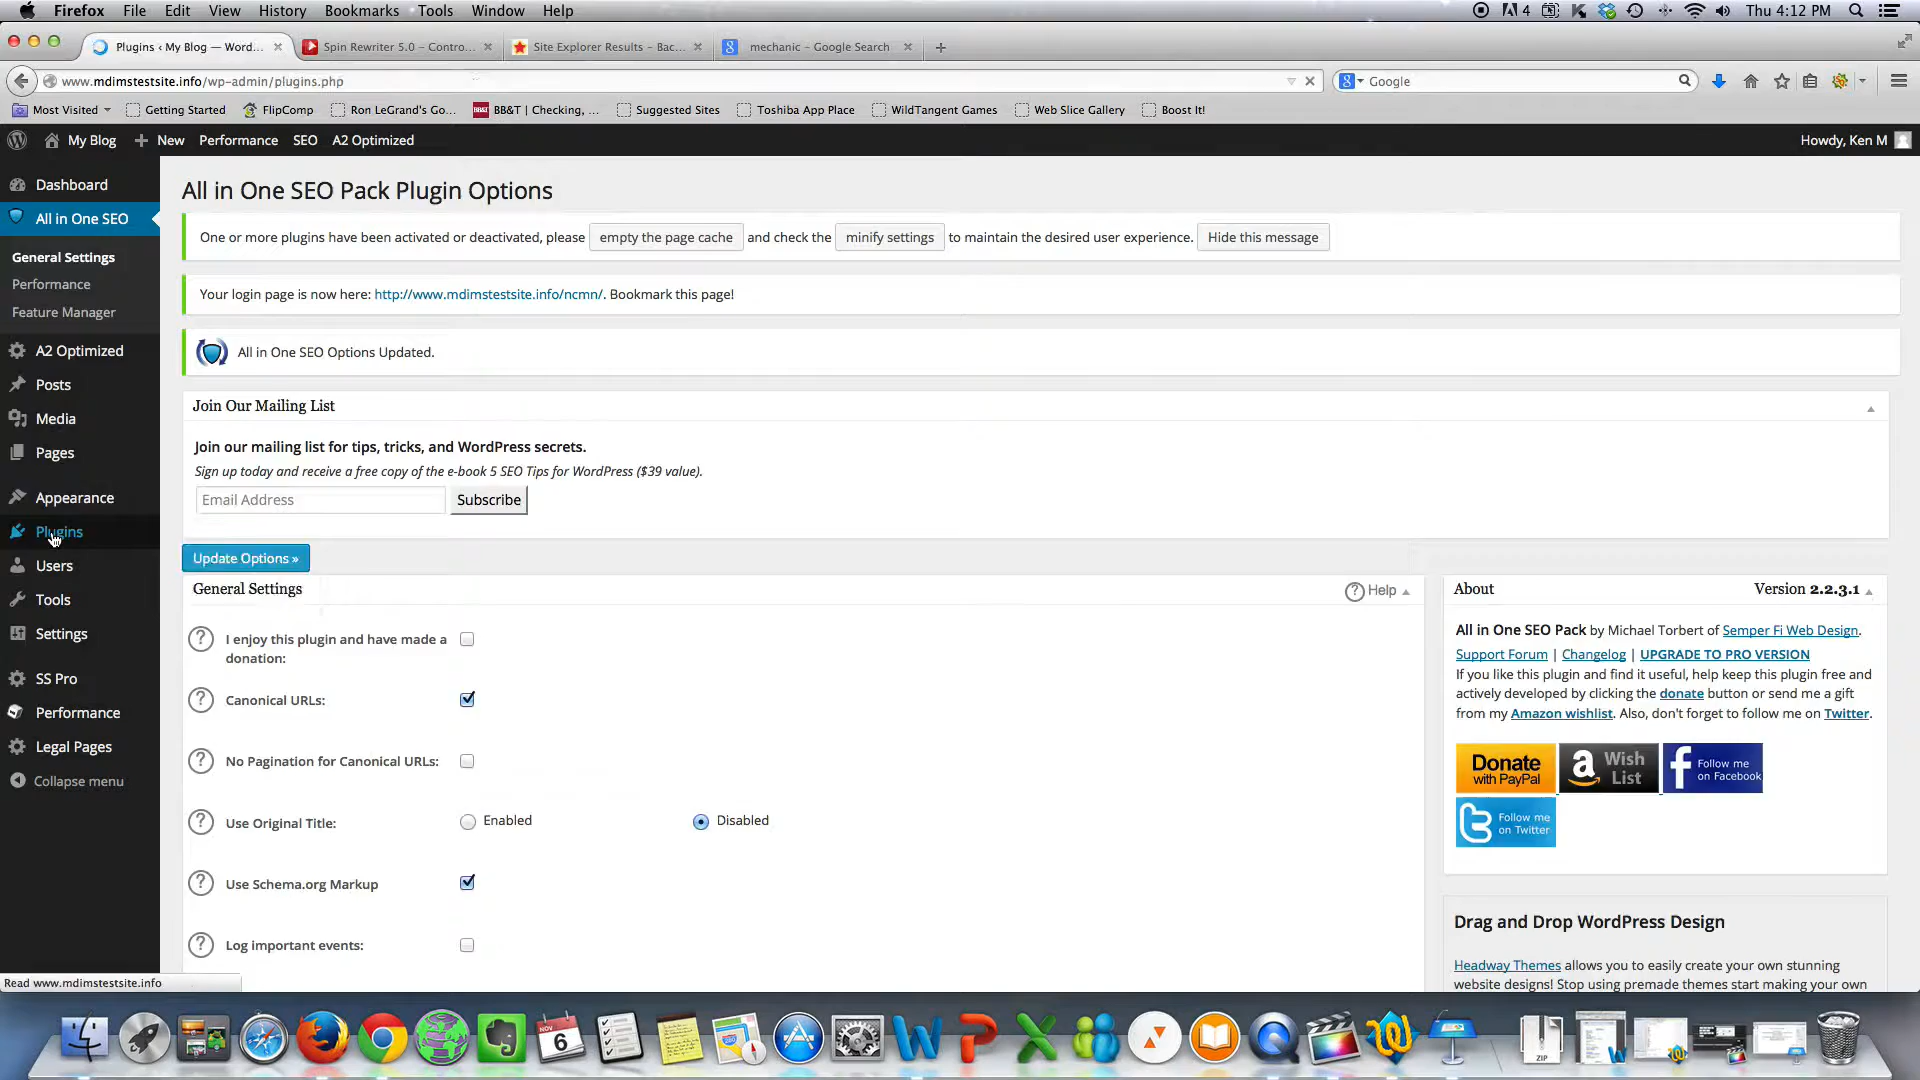 Firefox File Edit View History Bookmarks Tools Window Help 4 Thu 4:12 PM
Plugins ‹ My Blog — Word... Spin Rewriter 5.0 – Contro... Site Explorer Results – Bac... mechanic – Google Search
www.mdimstestsite.info/wp-admin/plugins.php Google
Most Visited Getting Started FlipComp Ron LeGrand's Go... BB&T | Checking, ... Suggested Sites Toshiba App Place WildTangent Games Web Slice Gallery Boost It!
My Blog New Performance SEO A2 Optimized Howdy, Ken M
Dashboard
All in One SEO
General Settings
Performance
Feature Manager
A2 Optimized
Posts
Media
Pages
Appearance
Plugins
Users
Tools
Settings
SS Pro
Performance
Legal Pages
Collapse menu
All in One SEO Pack Plugin Options
One or more plugins have been activated or deactivated, please empty the page cache and check the minify settings to maintain the desired user experience. Hide this message
Your login page is now here: http://www.mdimstestsite.info/ncmn/. Bookmark this page!
All in One SEO Options Updated.
Join Our Mailing List
Join our mailing list for tips, tricks, and WordPress secrets.
Sign up today and receive a free copy of the e-book 5 SEO Tips for WordPress ($39 value).
Email Address Subscribe
Update Options »
General Settings Help
I enjoy this plugin and have made a
donation:
Canonical URLs:
No Pagination for Canonical URLs:
Use Original Title: Enabled Disabled
Use Schema.org Markup
Log important events:
About Version 2.2.3.1
All in One SEO Pack by Michael Torbert of Semper Fi Web Design.
Support Forum | Changelog | UPGRADE TO PRO VERSION
If you like this plugin and find it useful, help keep this plugin free and
actively developed by clicking the donate button or send me a gift
from my Amazon wishlist. Also, don't forget to follow me on Twitter.
Donate
with PayPal
Wish
List
Follow me
on Facebook
Follow me
on Twitter
Drag and Drop WordPress Design
Headway Themes allows you to easily create your own stunning
website designs! Stop using premade themes start making your own
Read www.mdimstestsite.info
NOV
6
ZIP